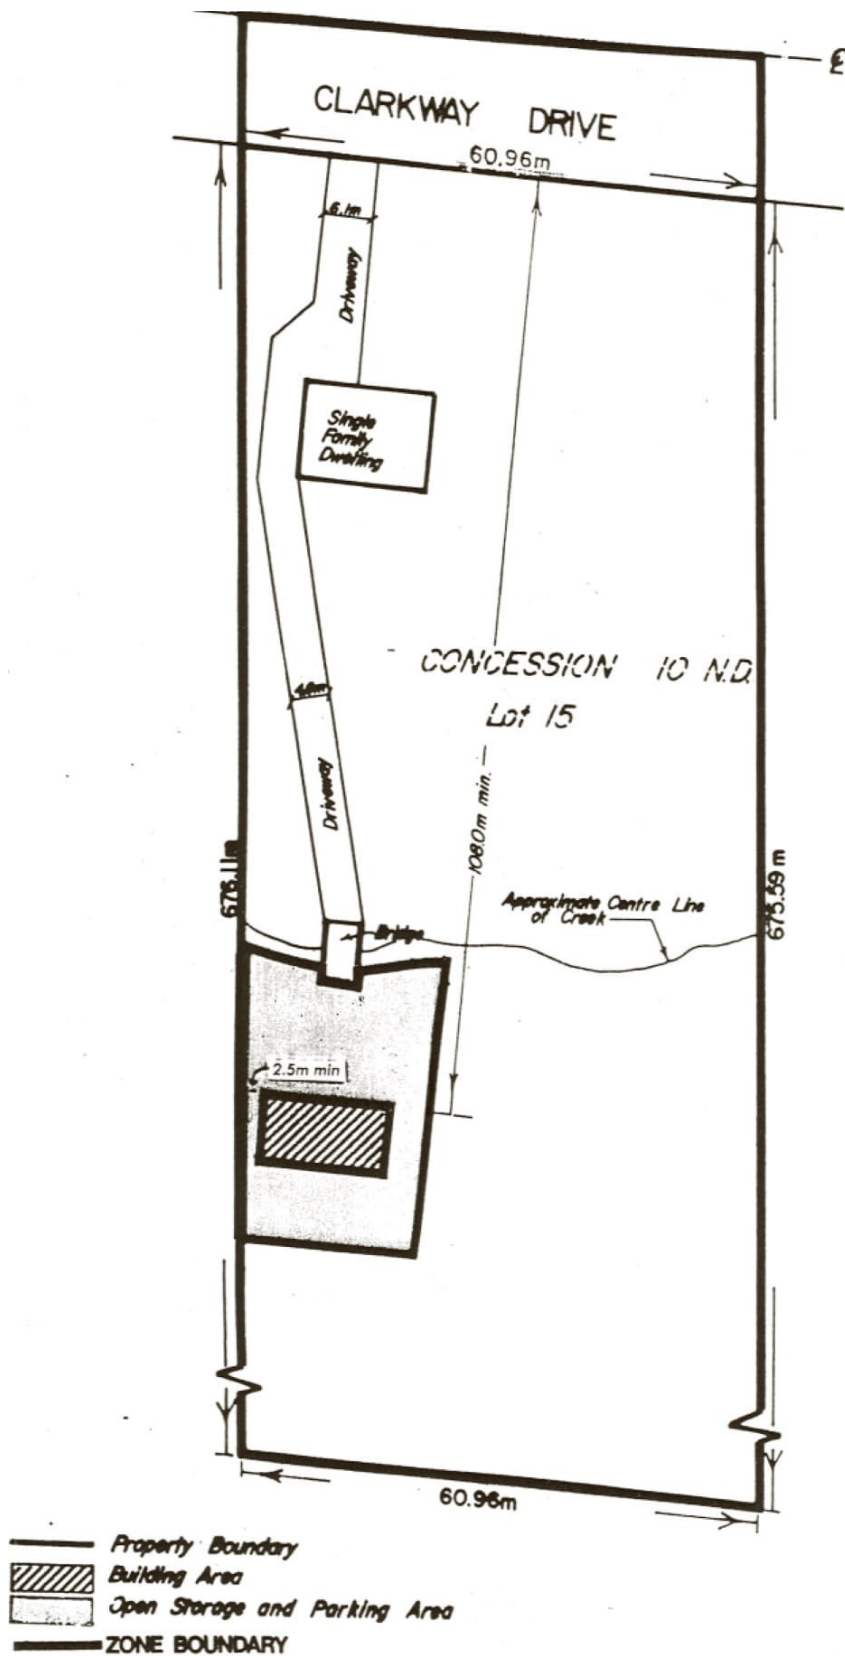 ℄
CLARKWAY DRIVE
60.96m
6.1m
Driveway
Single
Family
Dwelling
CONCESSION 10 N.D.
Lot 15
Driveway
108.0m min.
676.11m
675.59m
Approximate Centre Line
of Creek
Bridge
2.5m min
60.96m
Property Boundary
Building Area
Open Storage and Parking Area
ZONE BOUNDARY